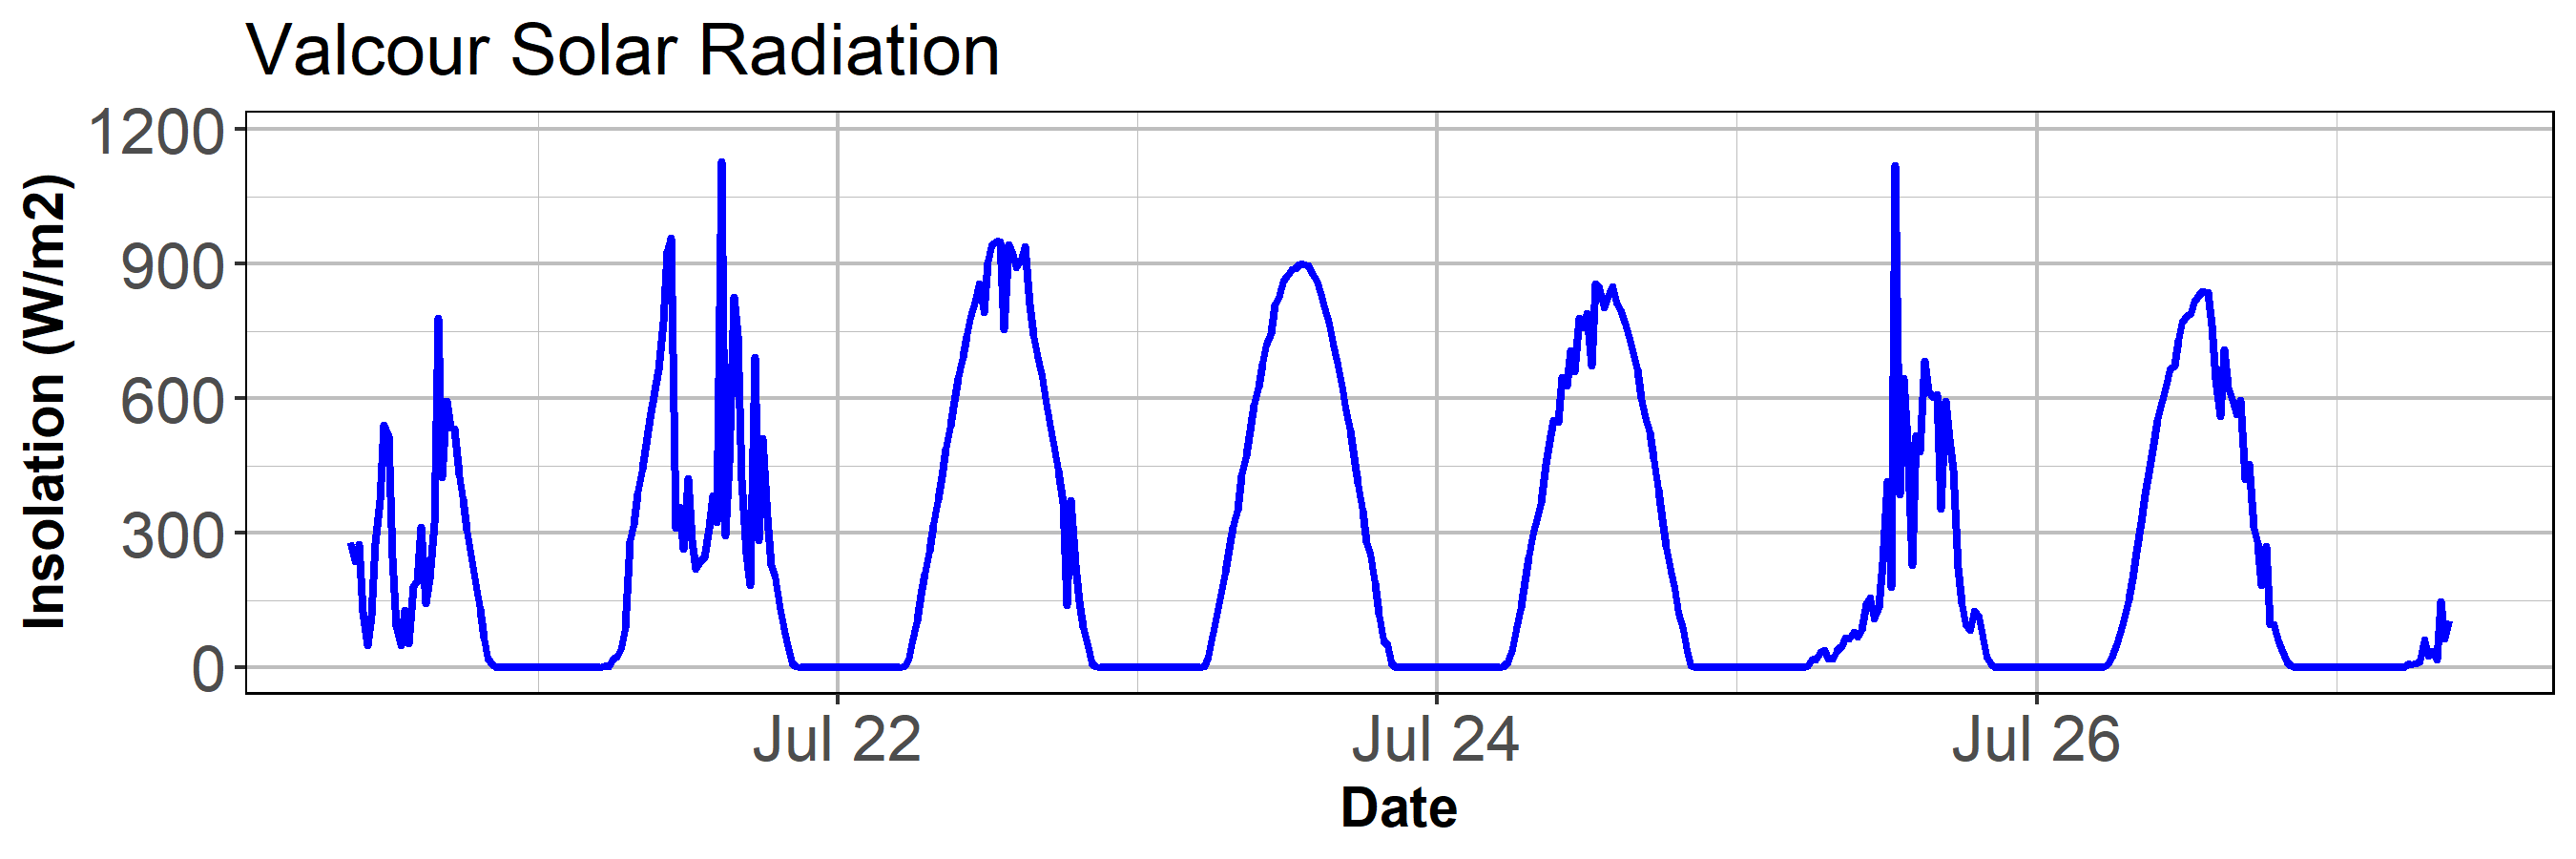 Valcour Solar Radiation
Insolation (W/m2)
1200
900
600
300
0
Jul 22 Jul 24 Jul 26
Date